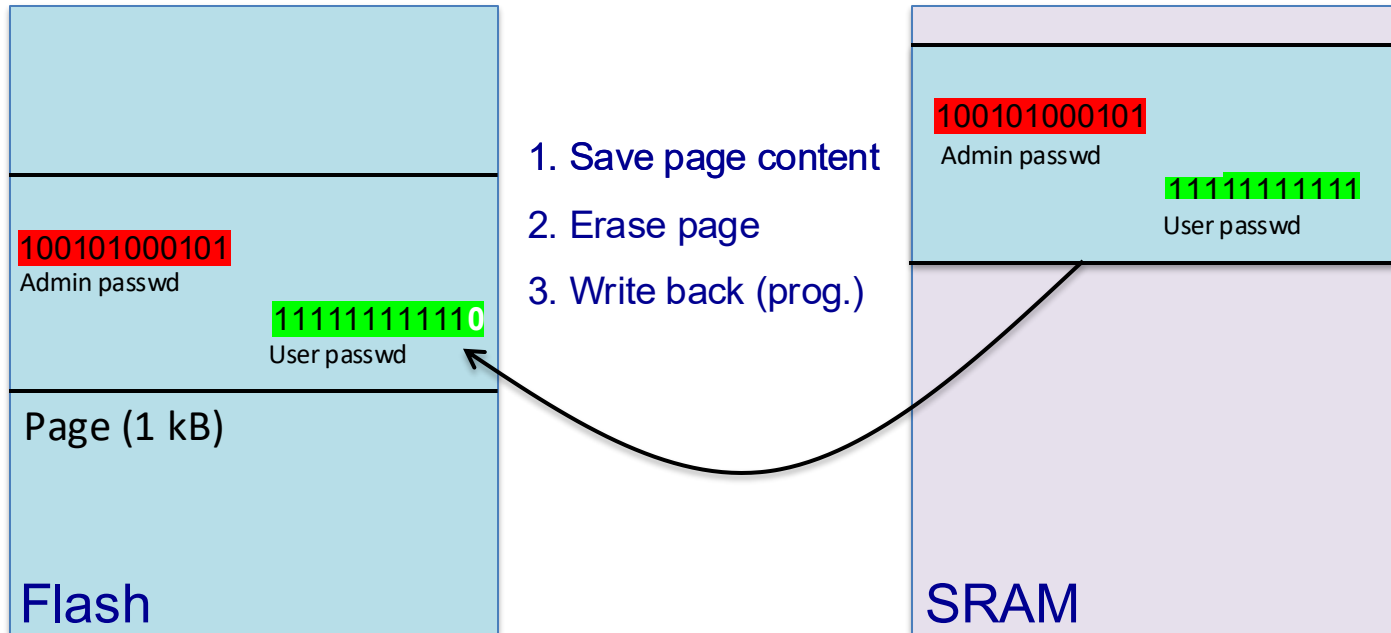 100101000101
Admin passwd
111111111110
User passwd
Page (1 kB)
Flash
1. Save page content
2. Erase page
3. Write back (prog.)
100101000101
Admin passwd
11111111111
User passwd
SRAM